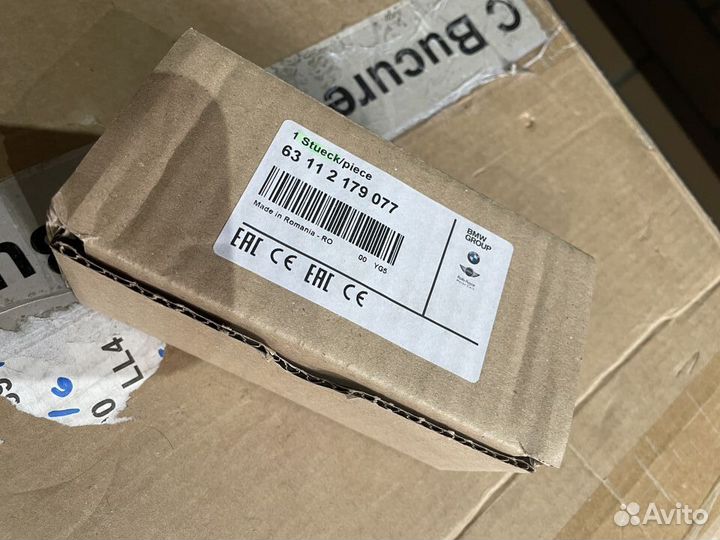 C Bucure
1 Stueck/piece
63 11 2 179 077
Made in Romania - RO
00 YG5
EAC CE EAC CE
BMW
GROUP
LL4
Avito